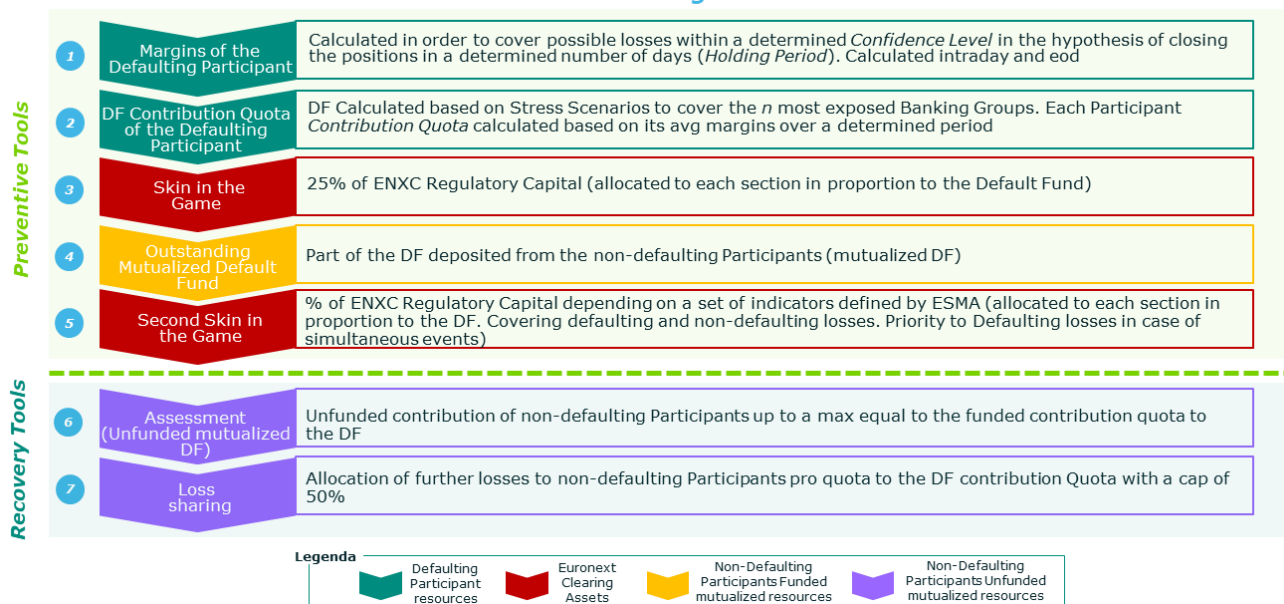 Preventive Tools
1
Margins of the
Defaulting Participant
Calculated in order to cover possible losses within a determined Confidence Level in the hypothesis of closing
the positions in a determined number of days (Holding Period). Calculated intraday and eod
2
DF Contribution Quota
of the Defaulting
Participant
DF Calculated based on Stress Scenarios to cover the n most exposed Banking Groups. Each Participant
Contribution Quota calculated based on its avg margins over a determined period
3
Skin in the
Game
25% of ENXC Regulatory Capital (allocated to each section in proportion to the Default Fund)
4
Outstanding
Mutualized Default
Fund
Part of the DF deposited from the non-defaulting Participants (mutualized DF)
5
Second Skin in
the Game
% of ENXC Regulatory Capital depending on a set of indicators defined by ESMA (allocated to each section in
proportion to the DF. Covering defaulting and non-defaulting losses. Priority to Defaulting losses in case of
simultaneous events)
Recovery Tools
6
Assessment
(Unfunded mutualized
DF)
Unfunded contribution of non-defaulting Participants up to a max equal to the funded contribution quota to
the DF
7
Loss
sharing
Allocation of further losses to non-defaulting Participants pro quota to the DF contribution Quota with a cap of
50%
Legenda
Defaulting
Participant
resources
Euronext
Clearing
Assets
Non-Defaulting
Participants Funded
mutualized resources
Non-Defaulting
Participants Unfunded
mutualized resources